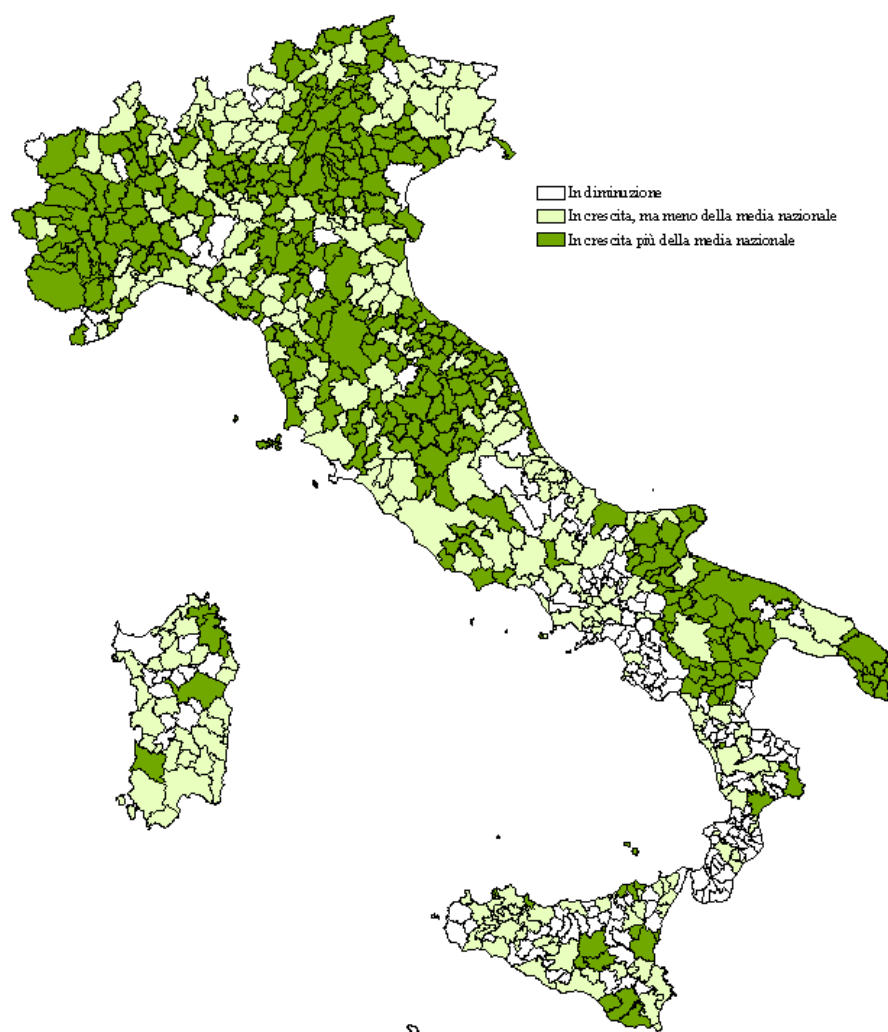 In diminuzione
In crescita, ma meno della media nazionale
In crescita più della media nazionale